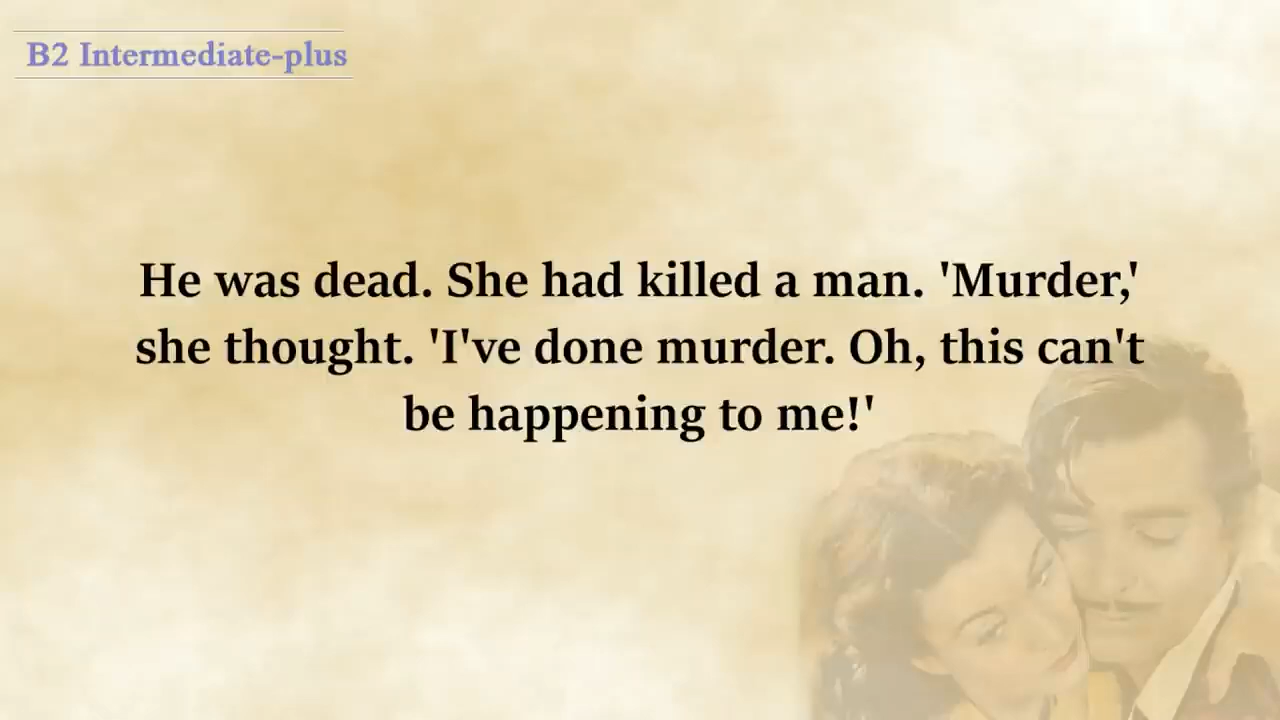 B2 Intermediate-plus
He was dead. She had killed a man. 'Murder,'
she thought. 'I've done murder. Oh, this can't
be happening to me!'